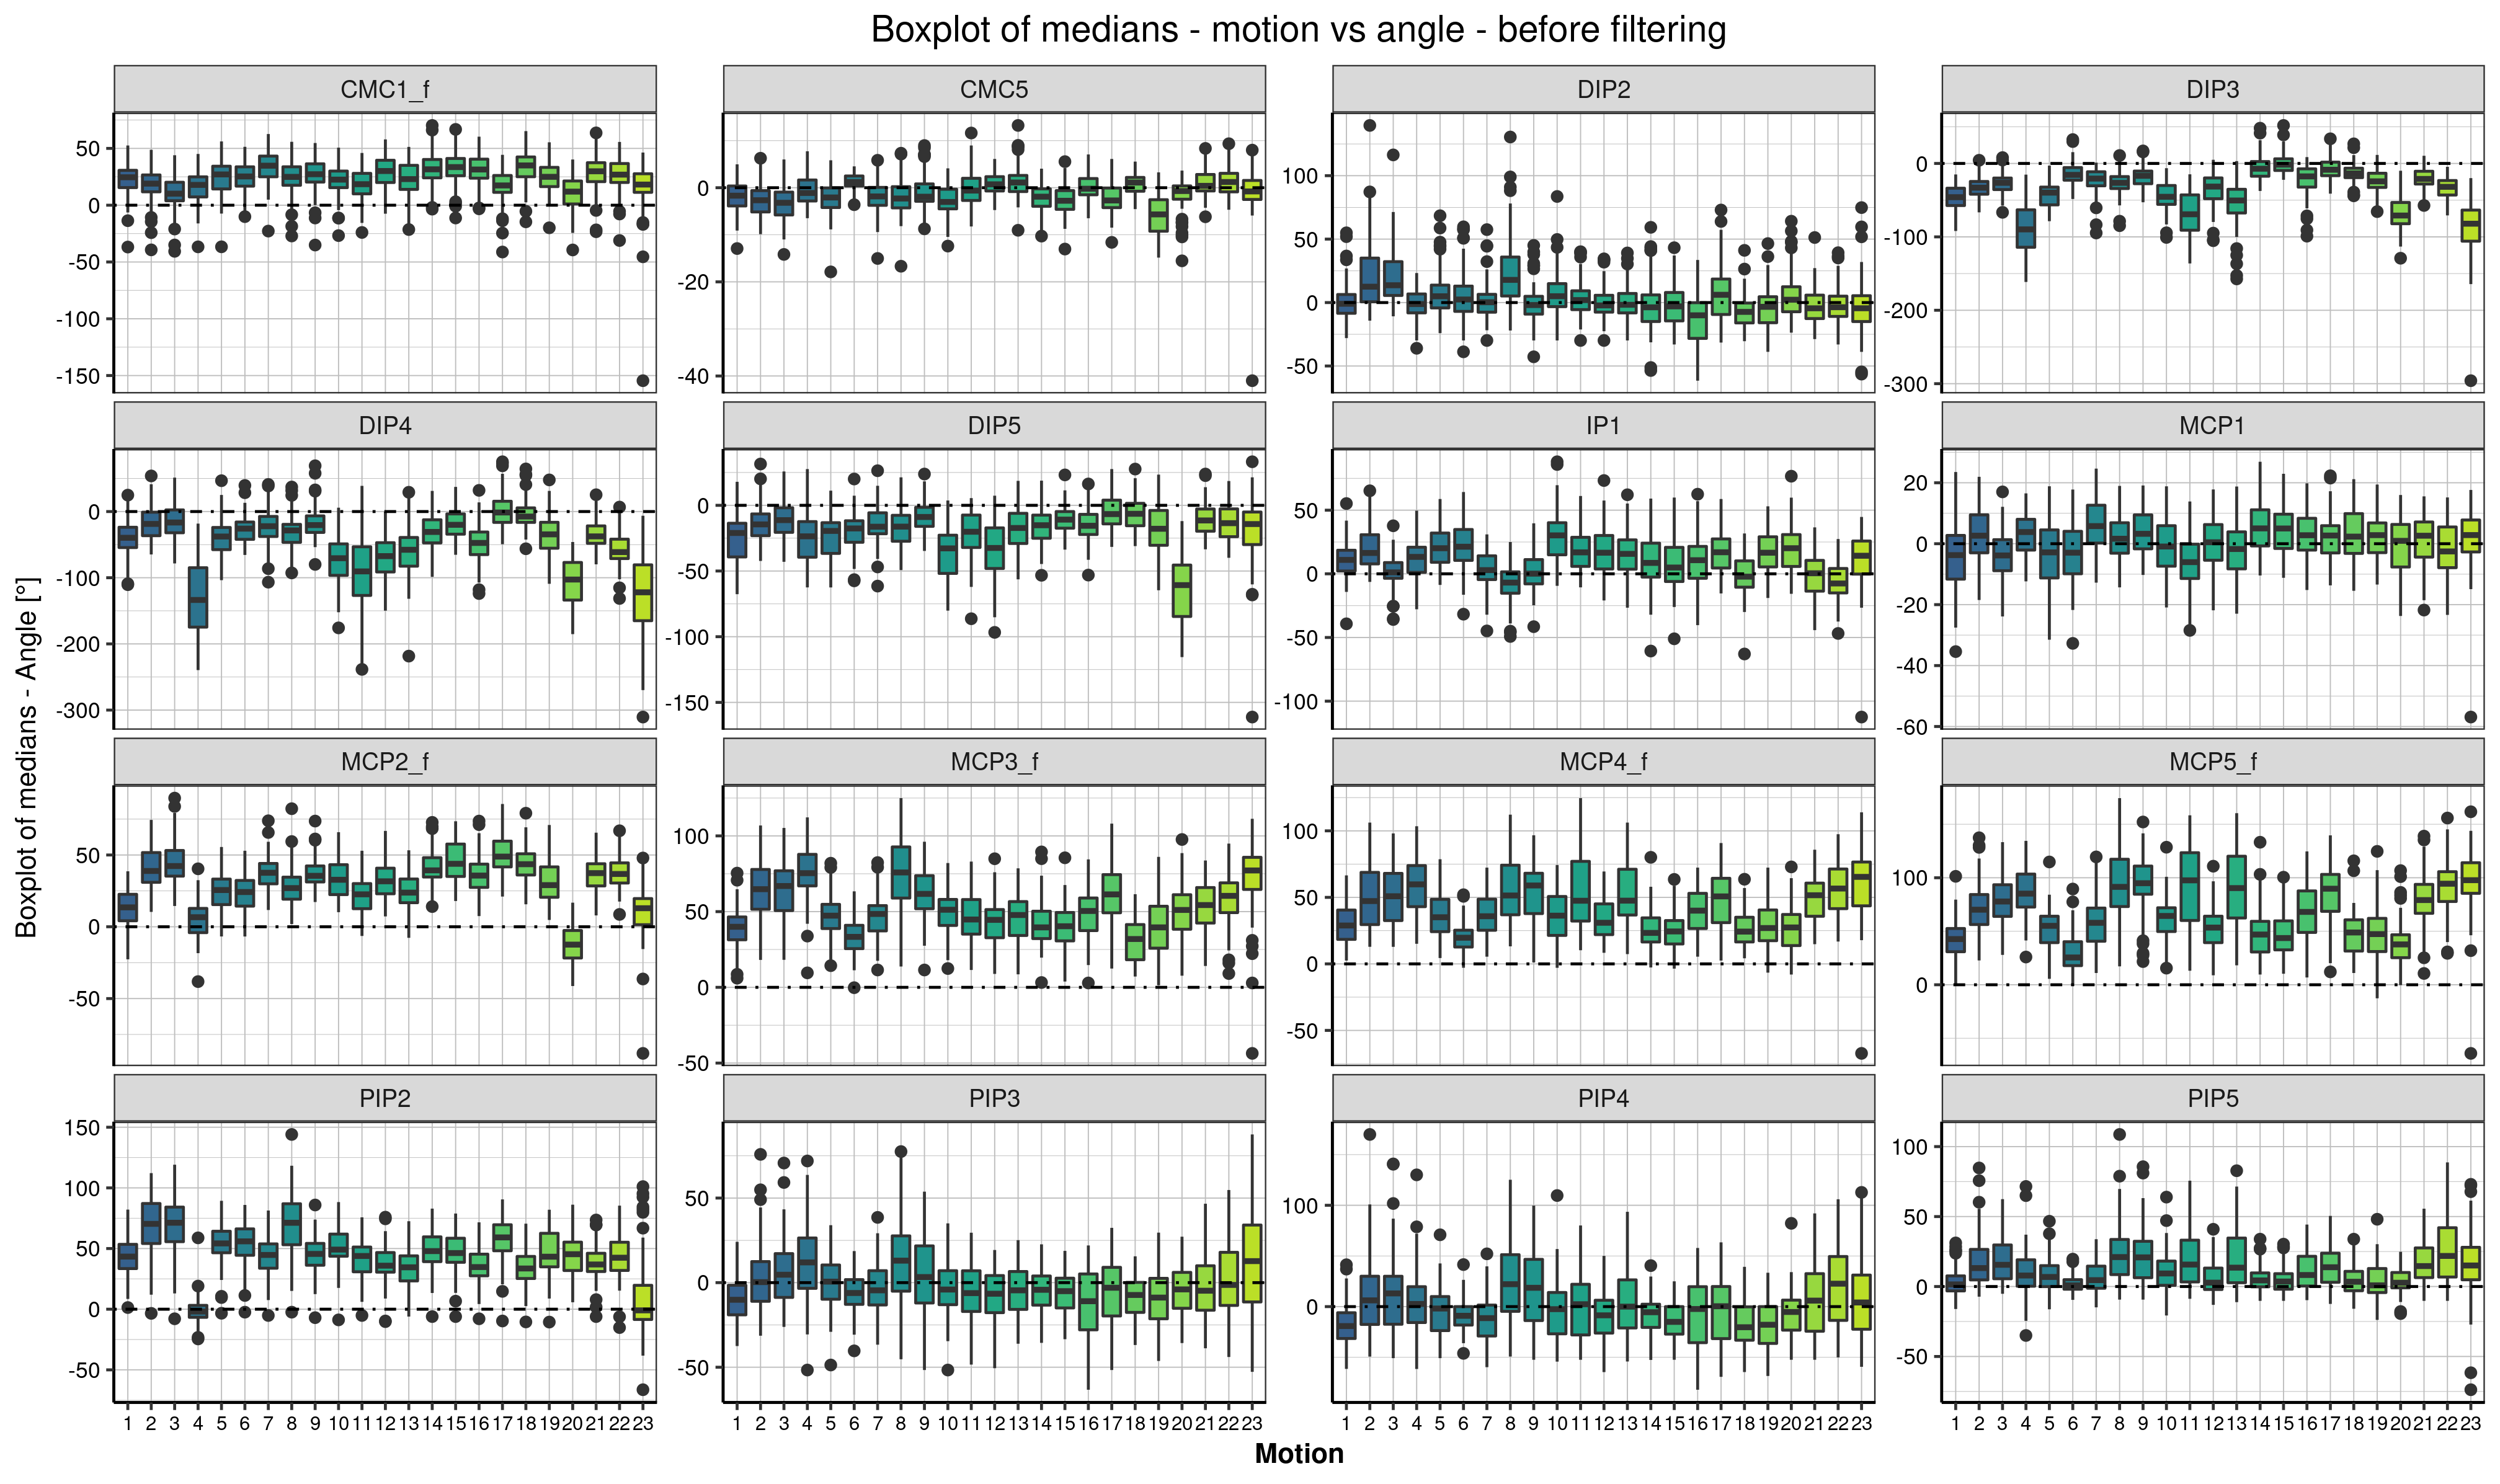 Boxplot of medians - motion vs angle - before filtering
CMC1_f CMC5 DIP2 DIP3
50 0 -50 -100 -150
0 -20 -40
100 50 0 -50
0 -100 -200 -300
DIP4 DIP5 IP1 MCP1
0 -100 -200 -300
0 -50 -100 -150
50 0 -50 -100
20 0 -20 -40 -60
MCP2_f MCP3_f MCP4_f MCP5_f
50 0 -50
100 50 0 -50
100 50 0 -50
100 0
PIP2 PIP3 PIP4 PIP5
150 100 50 0 -50
50 0 -50
100 0
100 50 0 -50
1 2 3 4 5 6 7 8 9 10 11 12 13 14 15 16 17 18 19 20 21 22 23
1 2 3 4 5 6 7 8 9 10 11 12 13 14 15 16 17 18 19 20 21 22 23
1 2 3 4 5 6 7 8 9 10 11 12 13 14 15 16 17 18 19 20 21 22 23
1 2 3 4 5 6 7 8 9 10 11 12 13 14 15 16 17 18 19 20 21 22 23
Motion
Boxplot of medians - Angle [°]